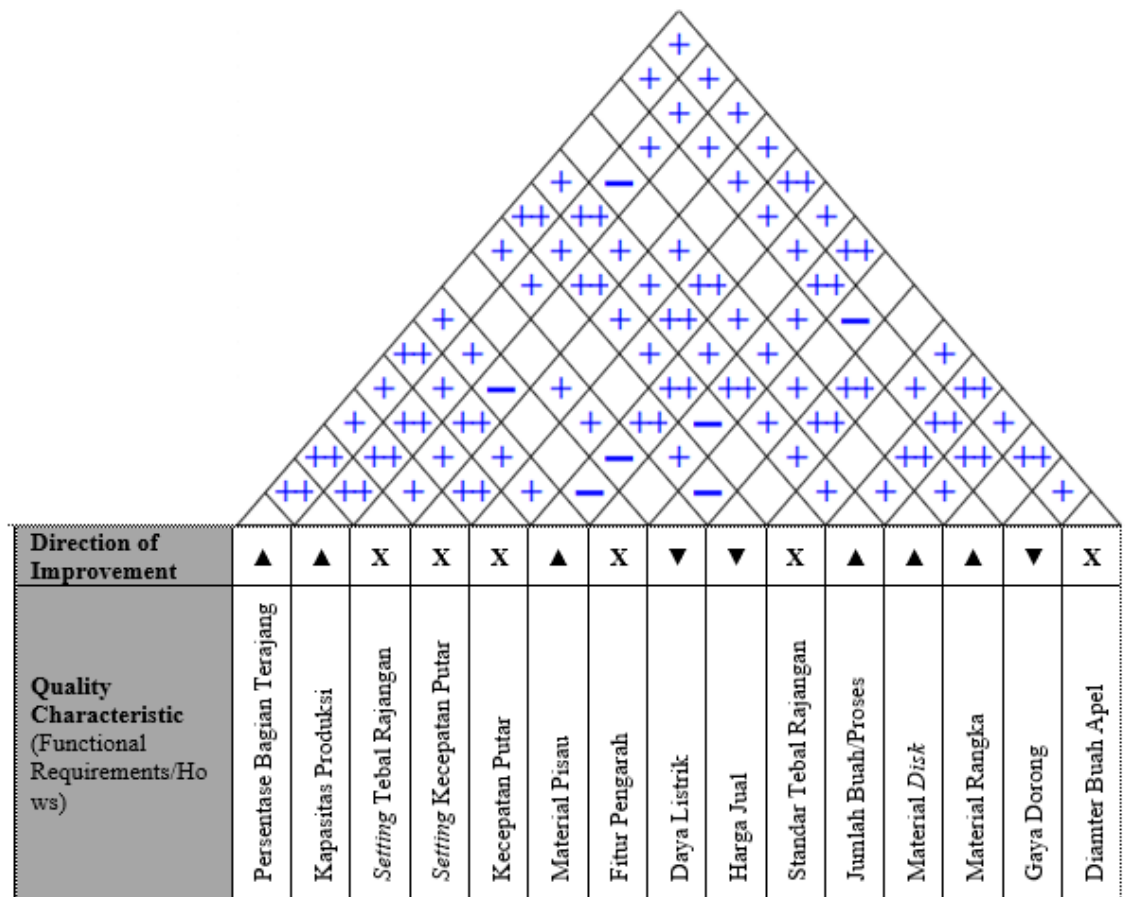 +
+ +
+ +
+ + +
+ − + ++
++ ++ + +
+ + + + + ++
+ ++ + ++ ++
+ + ++ + + −
++ + + + + +
+ + − + ++ ++ + ++ + ++
+ ++ ++ + ++ − + ++ ++ +
++ ++ + + − + + ++ ++ ++
++ ++ + ++ + − − + + + +
Direction of
Improvement
▲ ▲ X X X ▲ X ▼ ▼ X ▲ ▲ ▲ ▼ X
Quality
Characteristic
(Functional
Requirements/Ho
ws)
Persentase Bagian Terajang
Kapasitas Produksi
Setting Tebal Rajangan
Setting Kecepatan Putar
Kecepatan Putar
Material Pisau
Fitur Pengarah
Daya Listrik
Harga Jual
Standar Tebal Rajangan
Jumlah Buah/Proses
Material Disk
Material Rangka
Gaya Dorong
Diamter Buah Apel